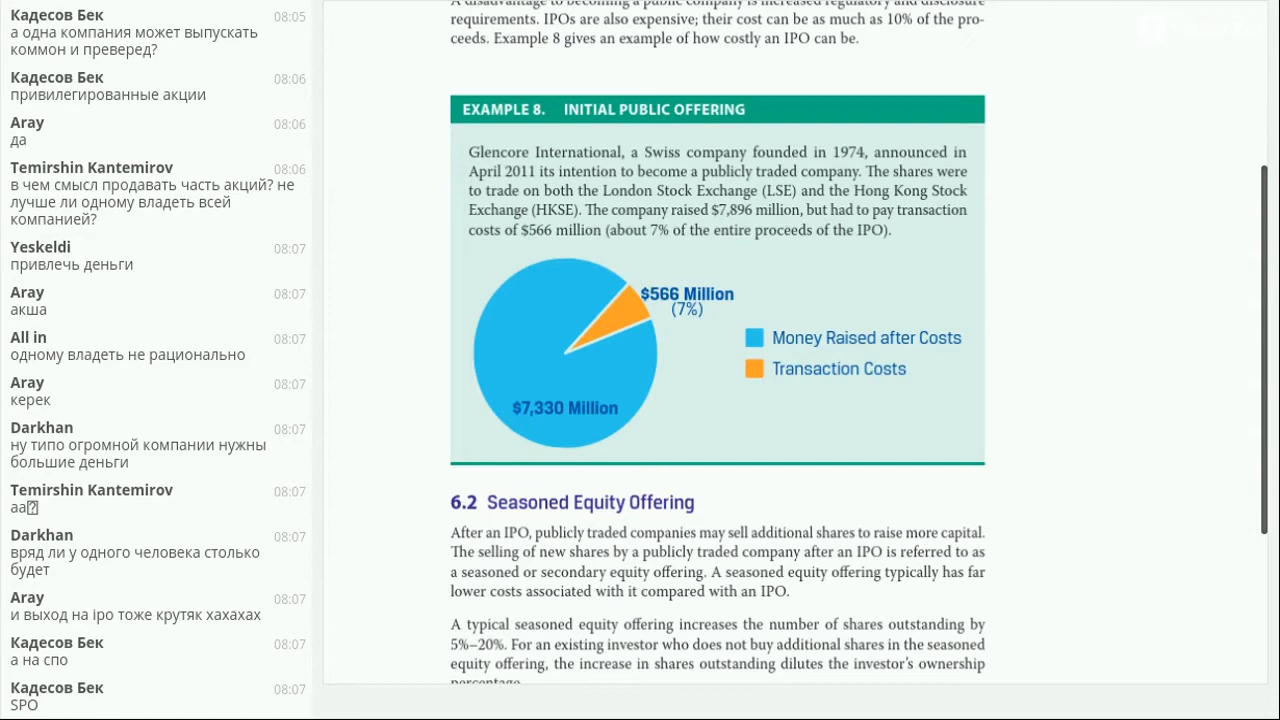 Кадесов Бек 08:05
а одна компания может выпускать
коммон и преверед?
Кадесов Бек 08:06
привилегированные акции
Aray 08:06
да
Temirshin Kantemirov 08:06
в чем смысл продавать часть акций? не
лучше ли одному владеть всей
компанией?
Yeskeldi 08:07
привлечь деньги
Aray 08:07
акша
All in 08:07
одному владеть не рационально
Aray 08:07
керек
Darkhan 08:07
ну типо огромной компании нужны
большие деньги
Temirshin Kantemirov 08:07
аа
Darkhan 08:07
вряд ли у одного человека столько
будет
Aray 08:07
и выход на ipo тоже крутяк хахахах
Кадесов Бек 08:07
а на спо
Кадесов Бек 08:07
SPO
A disadvantage to becoming a public company is increased regulatory and disclosure
requirements. IPOs are also expensive; their cost can be as much as 10% of the pro-
ceeds. Example 8 gives an example of how costly an IPO can be.
EXAMPLE 8. INITIAL PUBLIC OFFERING
Glencore International, a Swiss company founded in 1974, announced in
April 2011 its intention to become a publicly traded company. The shares were
to trade on both the London Stock Exchange (LSE) and the Hong Kong Stock
Exchange (HKSE). The company raised $7,896 million, but had to pay transaction
costs of $566 million (about 7% of the entire proceeds of the IPO).
$566 Million
(7%)
Money Raised after Costs
Transaction Costs
$7,330 Million
6.2 Seasoned Equity Offering
After an IPO, publicly traded companies may sell additional shares to raise more capital.
The selling of new shares by a publicly traded company after an IPO is referred to as
a seasoned or secondary equity offering. A seasoned equity offering typically has far
lower costs associated with it compared with an IPO.
A typical seasoned equity offering increases the number of shares outstanding by
5%–20%. For an existing investor who does not buy additional shares in the seasoned
equity offering, the increase in shares outstanding dilutes the investor's ownership
percentage.